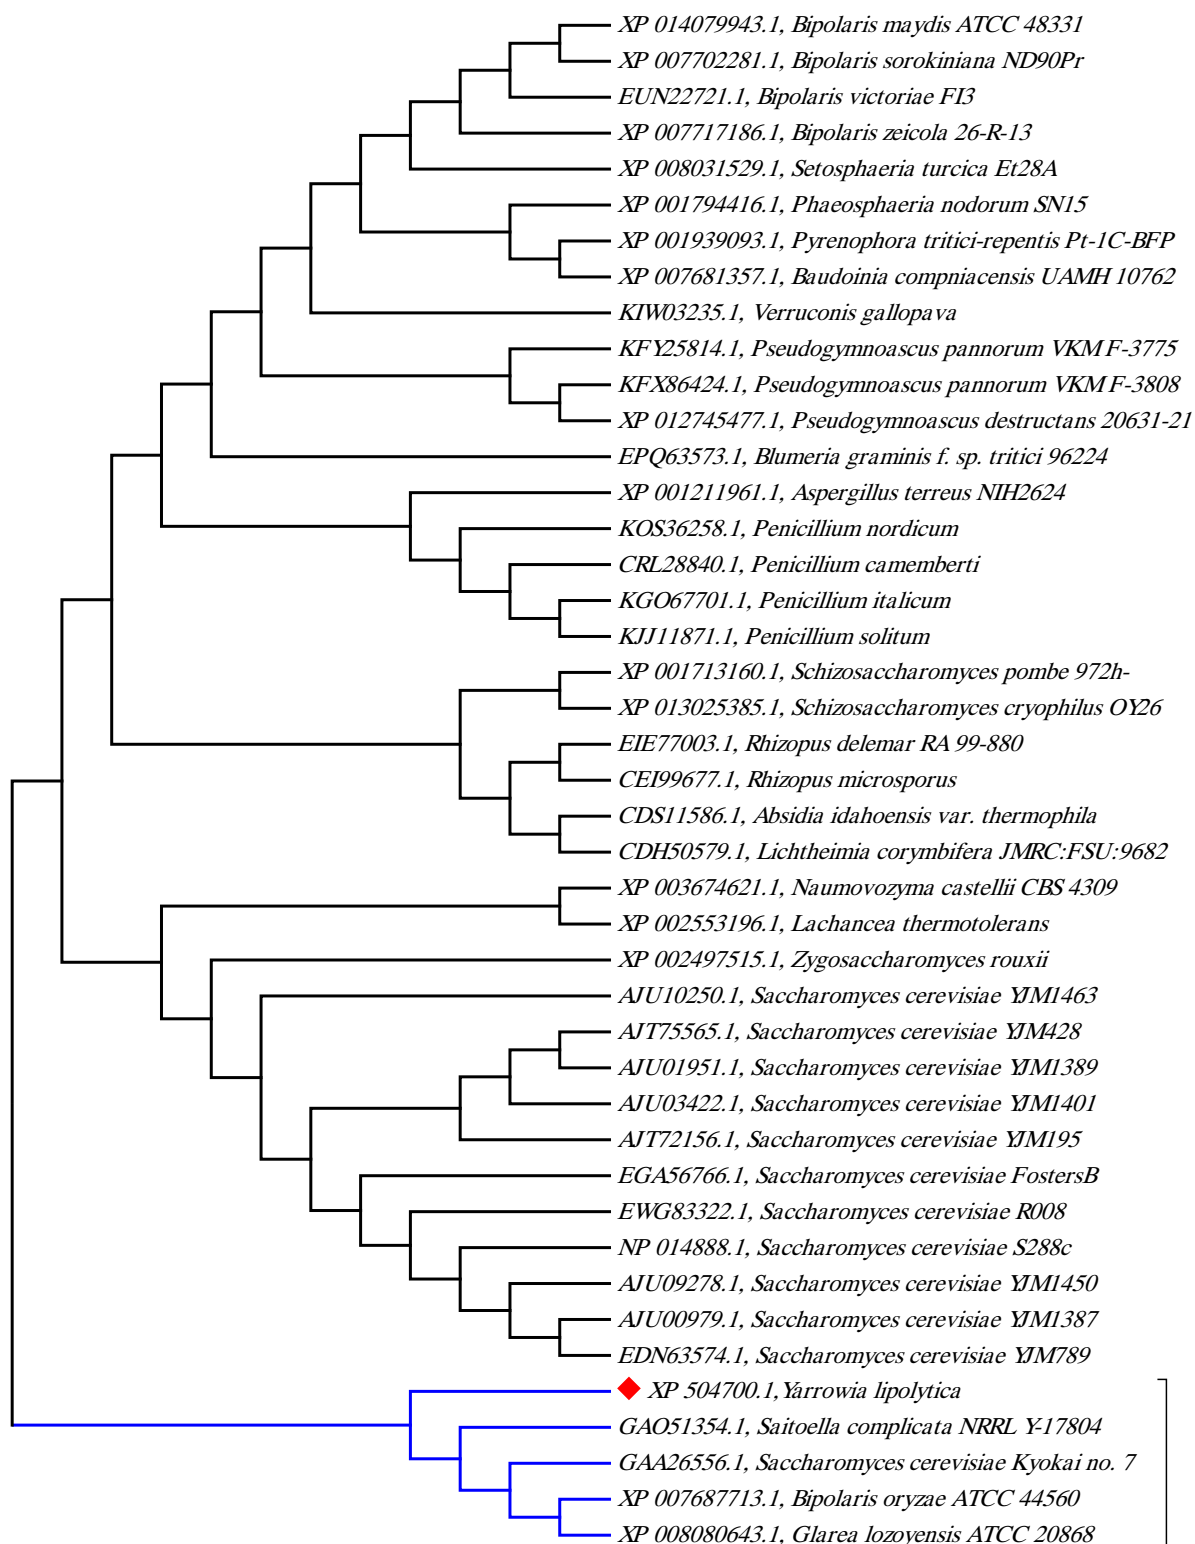 XP 014079943.1, Bipolaris maydis ATCC 48331
XP 007702281.1, Bipolaris sorokiniana ND90Pr
EUN22721.1, Bipolaris victoriae FI3
XP 007717186.1, Bipolaris zeicola 26-R-13
XP 008031529.1, Setosphaeria turcica Et28A
XP 001794416.1, Phaeosphaeria nodorum SN15
XP 001939093.1, Pyrenophora tritici-repentis Pt-1C-BFP
XP 007681357.1, Baudoinia compniacensis UAMH 10762
KIW03235.1, Verruconis gallopava
KFY25814.1, Pseudogymnoascus pannorum VKM F-3775
KFX86424.1, Pseudogymnoascus pannorum VKM F-3808
XP 012745477.1, Pseudogymnoascus destructans 20631-21
EPQ63573.1, Blumeria graminis f. sp. tritici 96224
XP 001211961.1, Aspergillus terreus NIH2624
KOS36258.1, Penicillium nordicum
CRL28840.1, Penicillium camemberti
KGO67701.1, Penicillium italicum
KJJ11871.1, Penicillium solitum
XP 001713160.1, Schizosaccharomyces pombe 972h-
XP 013025385.1, Schizosaccharomyces cryophilus OY26
EIE77003.1, Rhizopus delemar RA 99-880
CEI99677.1, Rhizopus microsporus
CDS11586.1, Absidia idahoensis var. thermophila
CDH50579.1, Lichtheimia corymbifera JMRC:FSU:9682
XP 003674621.1, Naumovozyma castellii CBS 4309
XP 002553196.1, Lachancea thermotolerans
XP 002497515.1, Zygosaccharomyces rouxii
AJU10250.1, Saccharomyces cerevisiae YJM1463
AJT75565.1, Saccharomyces cerevisiae YJM428
AJU01951.1, Saccharomyces cerevisiae YJM1389
AJU03422.1, Saccharomyces cerevisiae YJM1401
AJT72156.1, Saccharomyces cerevisiae YJM195
EGA56766.1, Saccharomyces cerevisiae FostersB
EWG83322.1, Saccharomyces cerevisiae R008
NP 014888.1, Saccharomyces cerevisiae S288c
AJU09278.1, Saccharomyces cerevisiae YJM1450
AJU00979.1, Saccharomyces cerevisiae YJM1387
EDN63574.1, Saccharomyces cerevisiae YJM789
XP 504700.1,Yarrowia lipolytica
GAO51354.1, Saitoella complicata NRRL Y-17804
GAA26556.1, Saccharomyces cerevisiae Kyokai no. 7
XP 007687713.1, Bipolaris oryzae ATCC 44560
XP 008080643.1, Glarea lozoyensis ATCC 20868